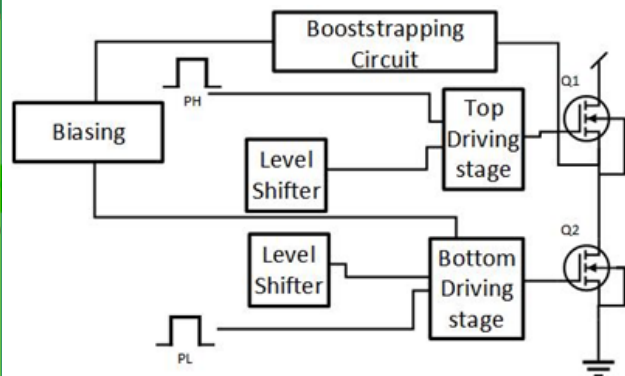 Booostrapping
Circuit
Q1
PH
Top
Driving
stage
Biasing
Level
Shifter
Q2
Level
Shifter
Bottom
Driving
stage
PL